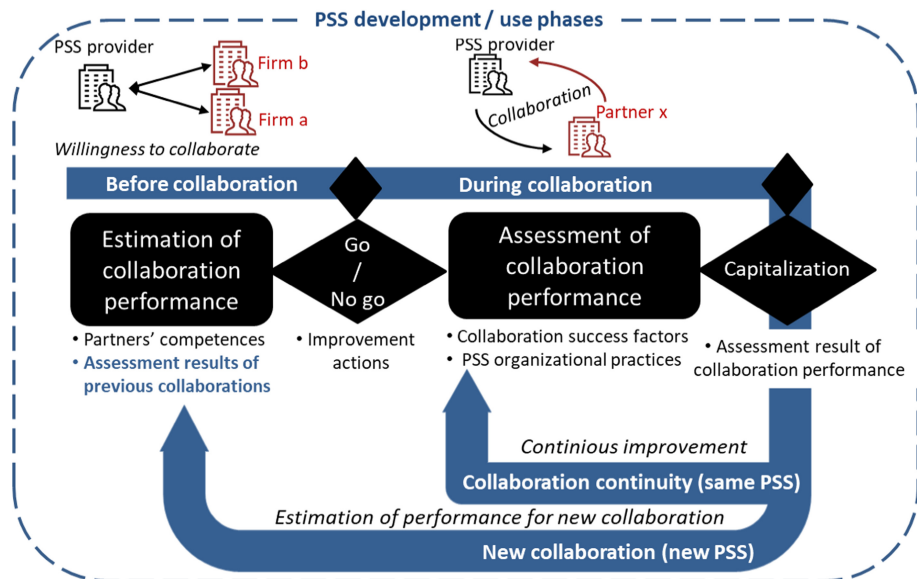 PSS development / use phases
PSS provider
Firm b
Firm a
Willingness to collaborate
PSS provider
Collaboration
Partner x
Before collaboration
During collaboration
Estimation of
collaboration
performance
Go
/
No go
Assessment of
collaboration
performance
Capitalization
• Partners' competences
• Assessment results of
previous collaborations
• Improvement
actions
• Collaboration success factors
• PSS organizational practices
• Assessment result of
collaboration performance
Continious improvement
Collaboration continuity (same PSS)
Estimation of performance for new collaboration
New collaboration (new PSS)